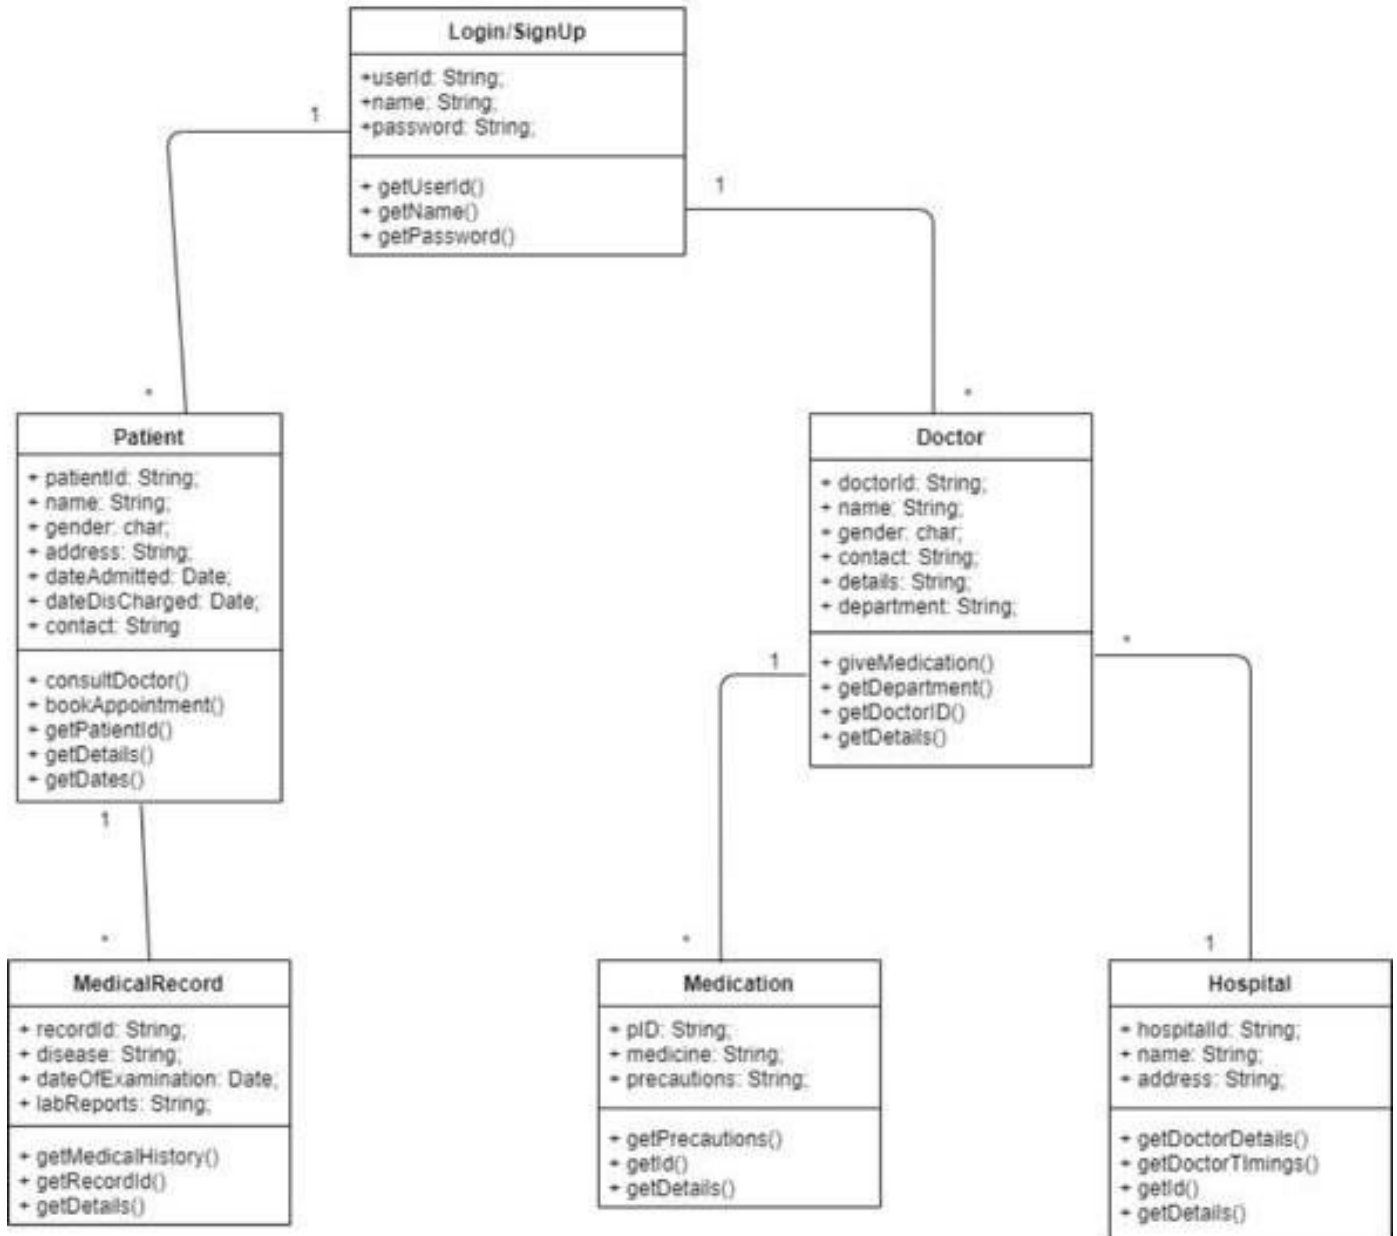 Login/SignUp
+userId: String;
+name: String;
+password: String;
+ getUserId()
+ getName()
+ getPassword()
1
1
*
*
Patient
+ patientId: String;
+ name: String;
+ gender: char;
+ address: String;
+ dateAdmitted: Date;
+ dateDisCharged: Date;
+ contact: String
+ consultDoctor()
+ bookAppointment()
+ getPatientId()
+ getDetails()
+ getDates()
1
Doctor
+ doctorId: String;
+ name: String;
+ gender: char;
+ contact: String;
+ details: String;
+ department: String;
+ giveMedication()
+ getDepartment()
+ getDoctorID()
+ getDetails()
1
*
*
MedicalRecord
+ recordId: String;
+ disease: String;
+ dateOfExamination: Date;
+ labReports: String;
+ getMedicalHistory()
+ getRecordId()
+ getDetails()
*
Medication
+ pID: String;
+ medicine: String;
+ precautions: String;
+ getPrecautions()
+ getId()
+ getDetails()
1
Hospital
+ hospitalId: String;
+ name: String;
+ address: String;
+ getDoctorDetails()
+ getDoctorTImings()
+ getId()
+ getDetails()